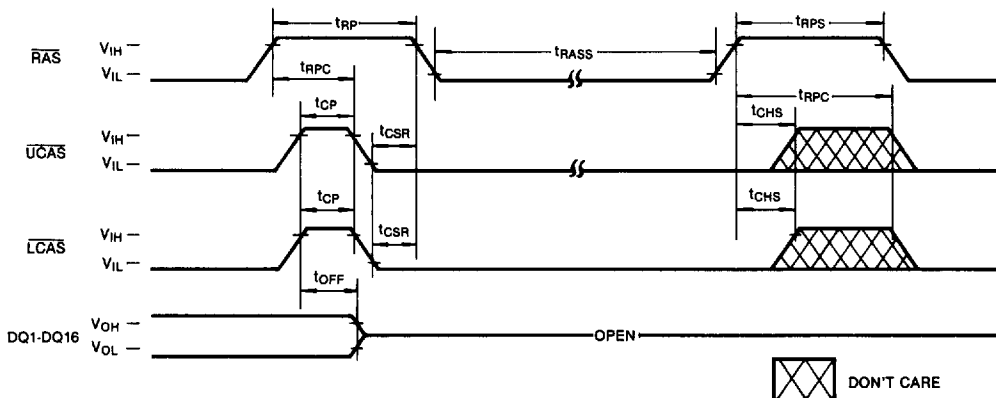 tRP
tRPS
RAS
VIH
VIL
tRASS
tRPC
tRPC
tCP
tCSR
tCHS
UCAS
VIH
VIL
tCP
tCSR
tCHS
LCAS
VIH
VIL
tOFF
DQ1-DQ16
VOH
VOL
OPEN
DON'T CARE